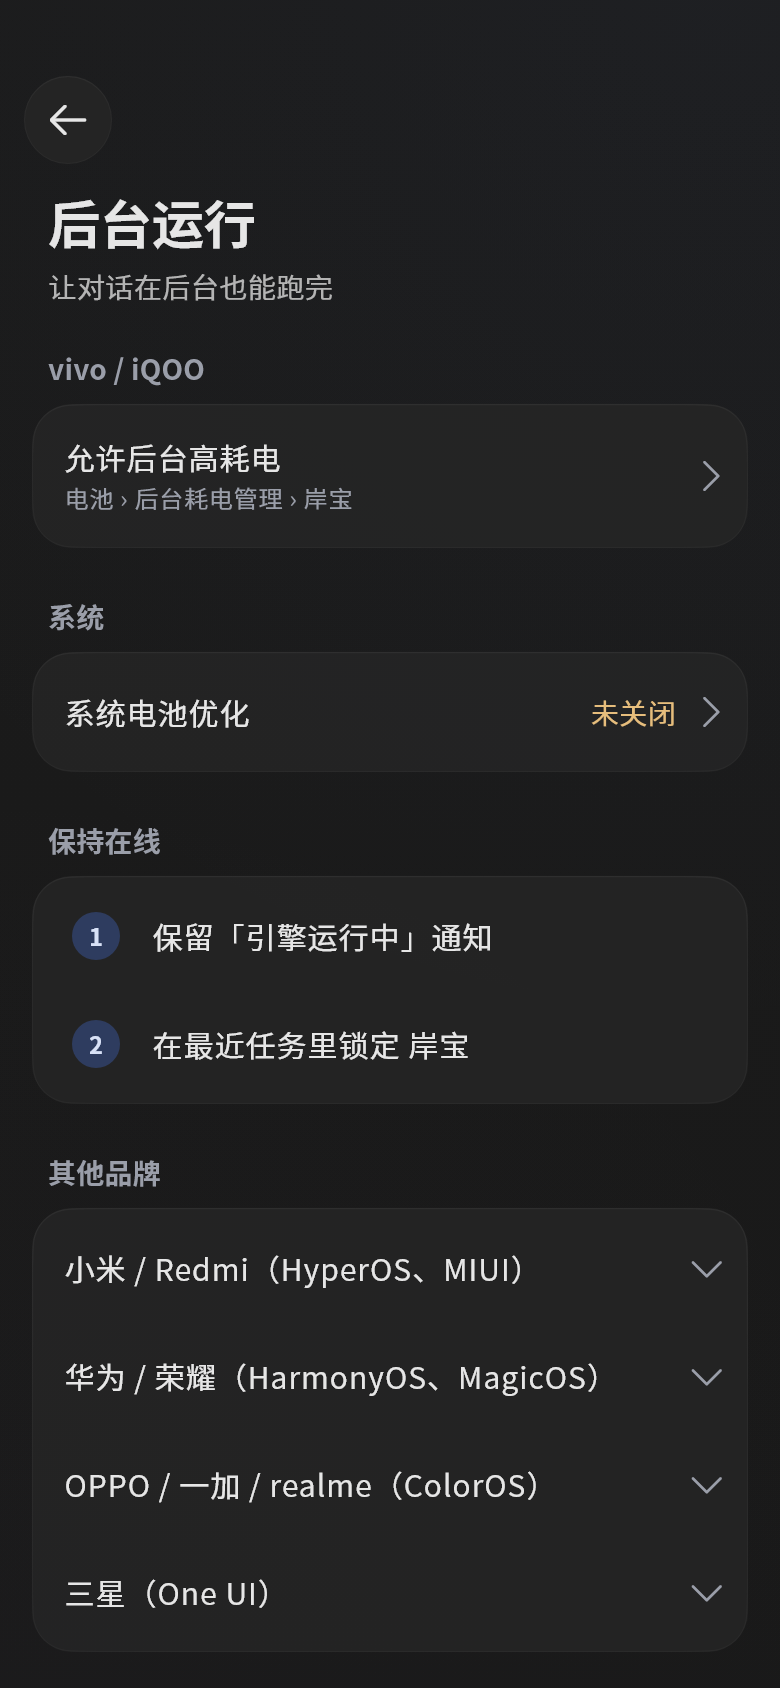 后台运行
让对话在后台也能跑完
vivo / iQOO
允许后台高耗电
电池 › 后台耗电管理 › 岸宝
系统
系统电池优化 未关闭
保持在线
1 保留「引擎运行中」通知
2 在最近任务里锁定 岸宝
其他品牌
小米 / Redmi（HyperOS、MIUI）
华为 / 荣耀（HarmonyOS、MagicOS）
OPPO / 一加 / realme（ColorOS）
三星（One UI）